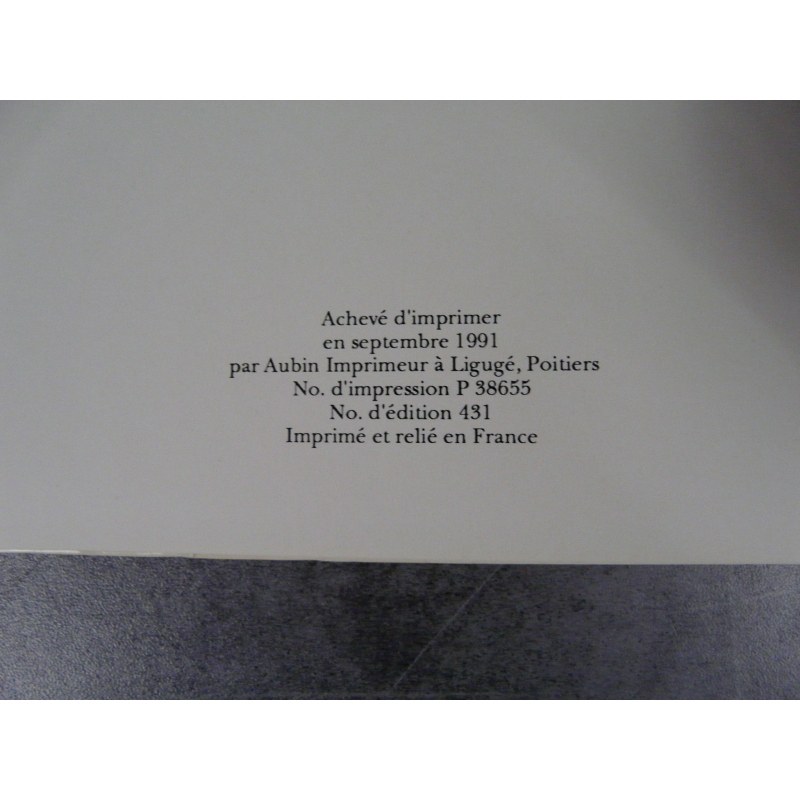 Achevé d'imprimer
en septembre 1991
par Aubin Imprimeur à Ligugé, Poitiers
No. d'impression P 38655
No. d'édition 431
Imprimé et relié en France